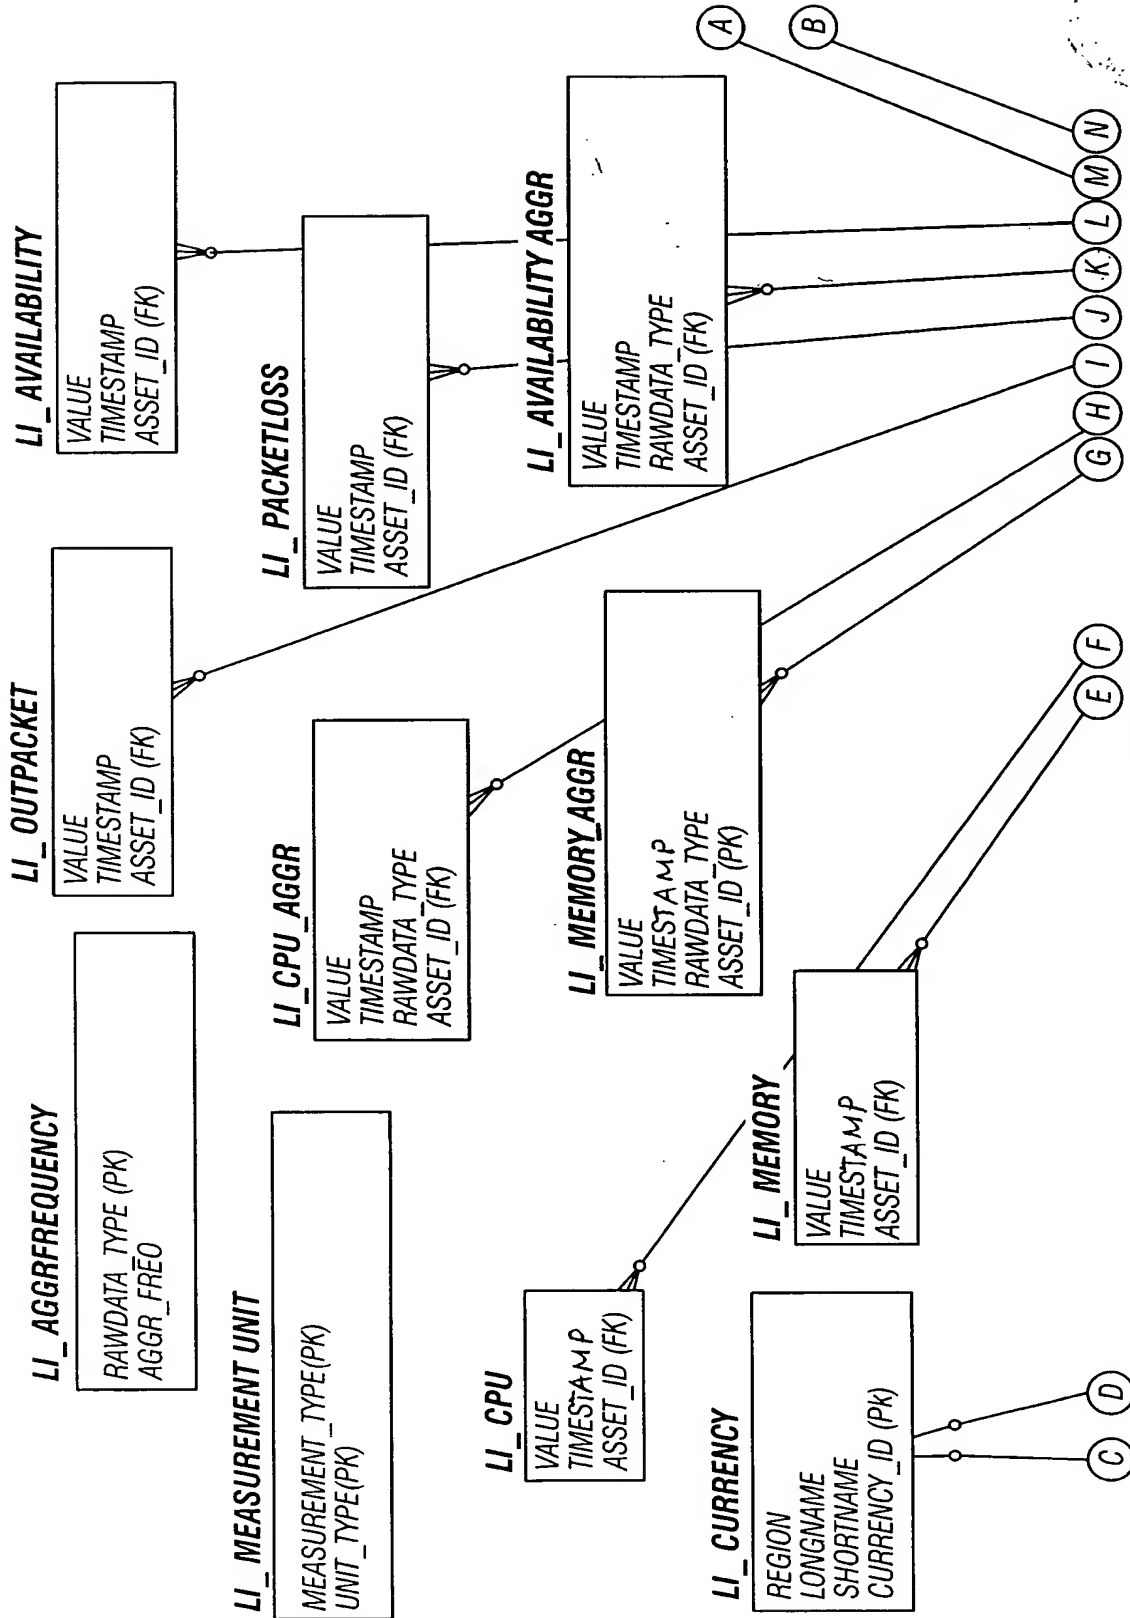 LI_AGGRFREQUENCY
RAWDATA_TYPE (PK)
AGGR_FREO
LI_OUTPACKET
VALUE
TIMESTAMP
ASSET_ID (FK)
LI_AVAILABILITY
VALUE
TIMESTAMP
ASSET_ID (FK)
LI_MEASUREMENT UNIT
MEASUREMENT_TYPE(PK)
UNIT_TYPE(PK)
LI_CPU_AGGR
VALUE
TIMESTAMP
RAWDATA_TYPE
ASSET_ID (FK)
LI_PACKETLOSS
VALUE
TIMESTAMP
ASSET_ID (FK)
LI_CPU
VALUE
TIMESTAMP
ASSET_ID (FK)
LI_MEMORY_AGGR
VALUE
TIMESTAMP
RAWDATA_TYPE
ASSET_ID (PK)
LI_AVAILABILITY AGGR
VALUE
TIMESTAMP
RAWDATA_TYPE
ASSET_ID (FK)
LI_CURRENCY
REGION
LONGNAME
SHORTNAME
CURRENCY_ID (PK)
LI_MEMORY
VALUE
TIMESTAMP
ASSET_ID (FK)
A
B
C
D
E
F
G
H
I
J
K
L
M
N